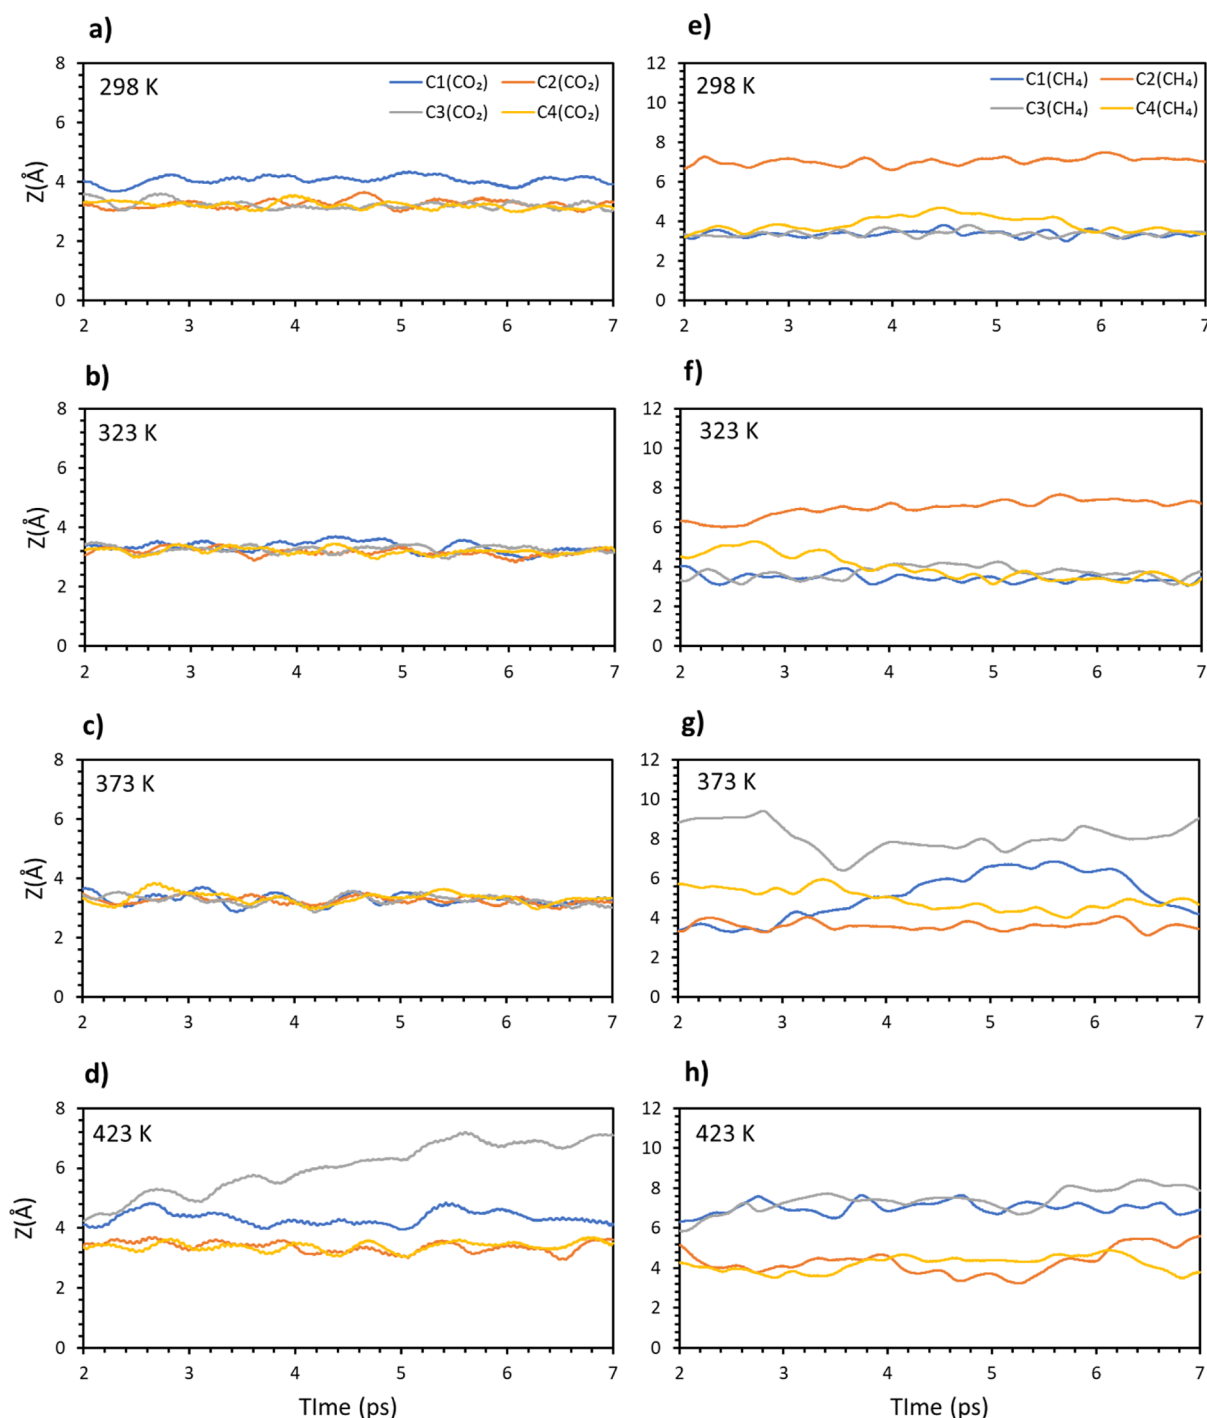 a)
298 K
C1(CO₂) C2(CO₂)
C3(CO₂) C4(CO₂)
Z(Å)
8
6
4
2
0
2 3 4 5 6 7
e)
298 K
C1(CH₄) C2(CH₄)
C3(CH₄) C4(CH₄)
12
10
8
6
4
2
0
2 3 4 5 6 7
b)
323 K
Z(Å)
8
6
4
2
0
2 3 4 5 6 7
f)
323 K
12
10
8
6
4
2
0
2 3 4 5 6 7
c)
373 K
Z(Å)
8
6
4
2
0
2 3 4 5 6 7
g)
373 K
12
10
8
6
4
2
0
2 3 4 5 6 7
d)
423 K
Z(Å)
8
6
4
2
0
2 3 4 5 6 7
TIme (ps)
h)
423 K
12
10
8
6
4
2
0
2 3 4 5 6 7
TIme (ps)